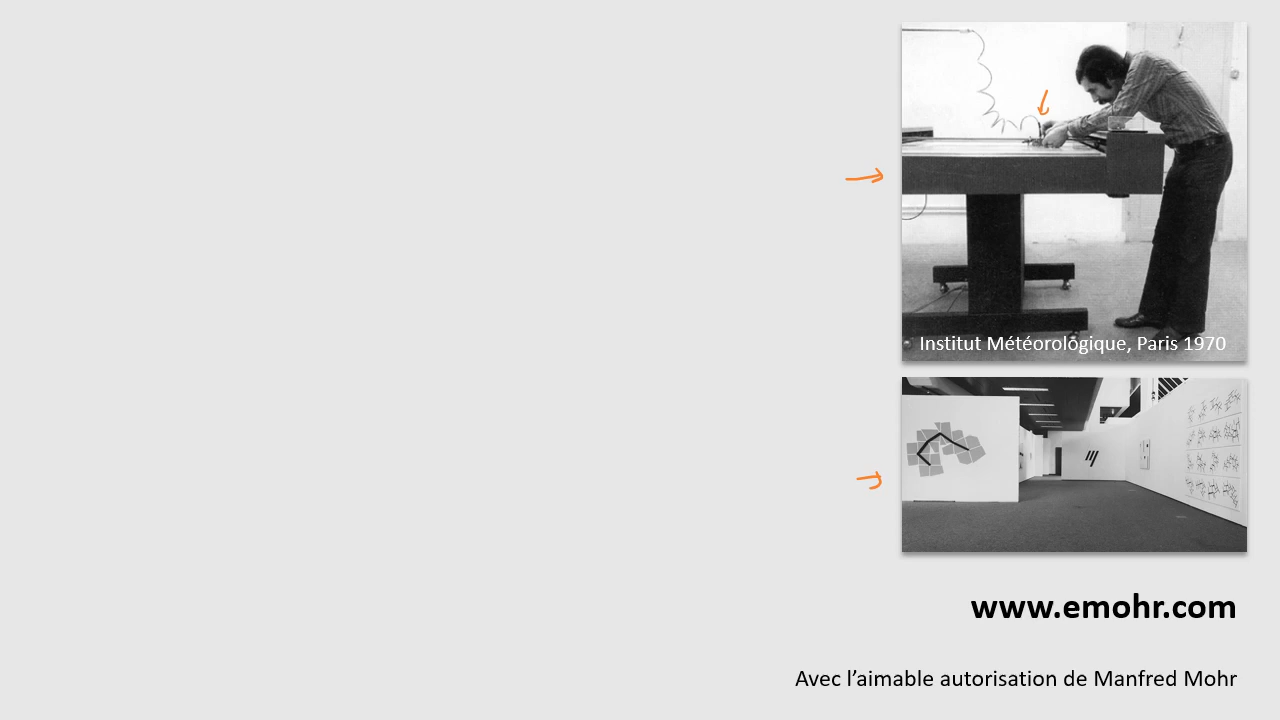 Institut Météorologique, Paris 1970
www.emohr.com
Avec l’aimable autorisation de Manfred Mohr